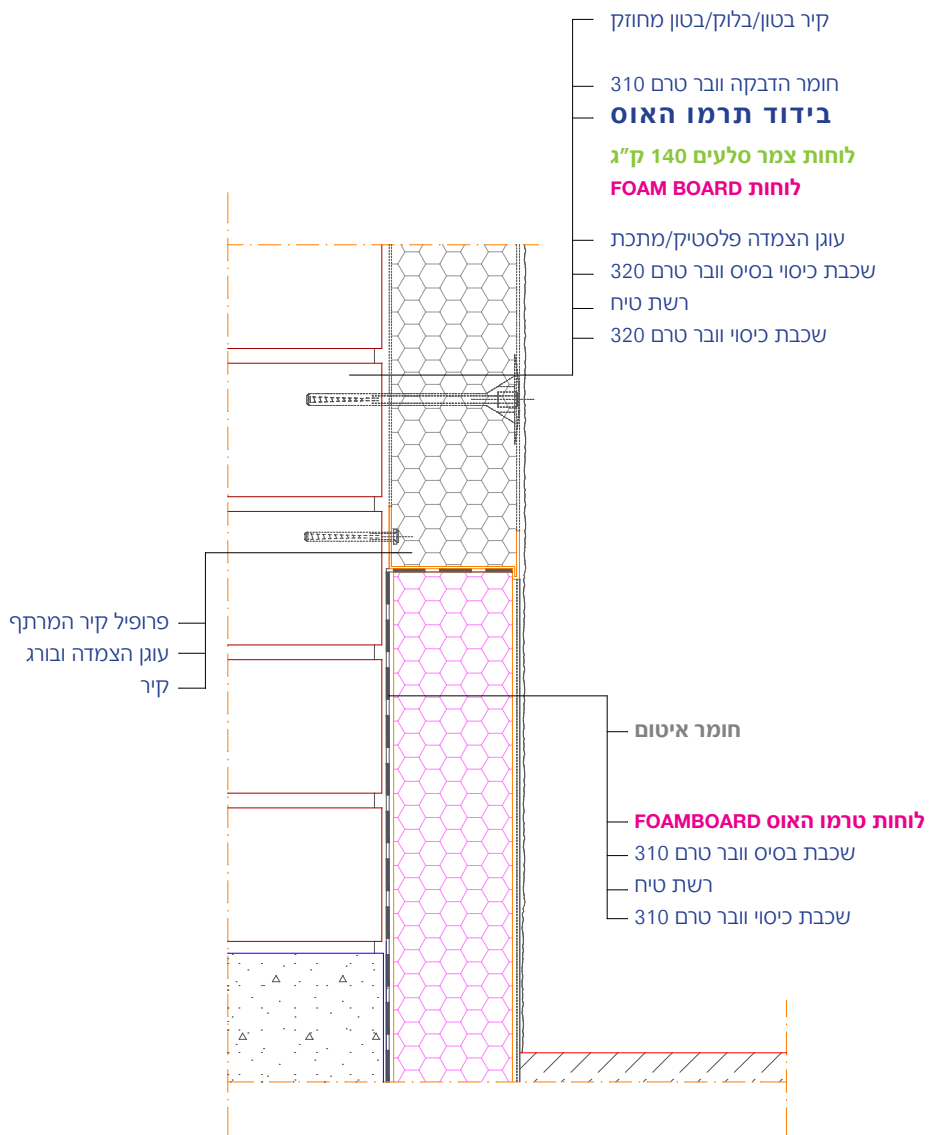 קיר בטון/בלוק/בטון מחוזק
חומר הדבקה וובר טרם 310
בידוד תרמו האוס
לוחות צמר סלעים 140 ק"ג
לוחות FOAM BOARD
עוגן הצמדה פלסטיק/מתכת
שכבת כיסוי בסיס וובר טרם 320
רשת טיח
שכבת כיסוי וובר טרם 320
פרופיל קיר המרתף
עוגן הצמדה ובורג
קיר
חומר איטום
לוחות טרמו האוס FOAMBOARD
שכבת בסיס וובר טרם 310
רשת טיח
שכבת כיסוי וובר טרם 310